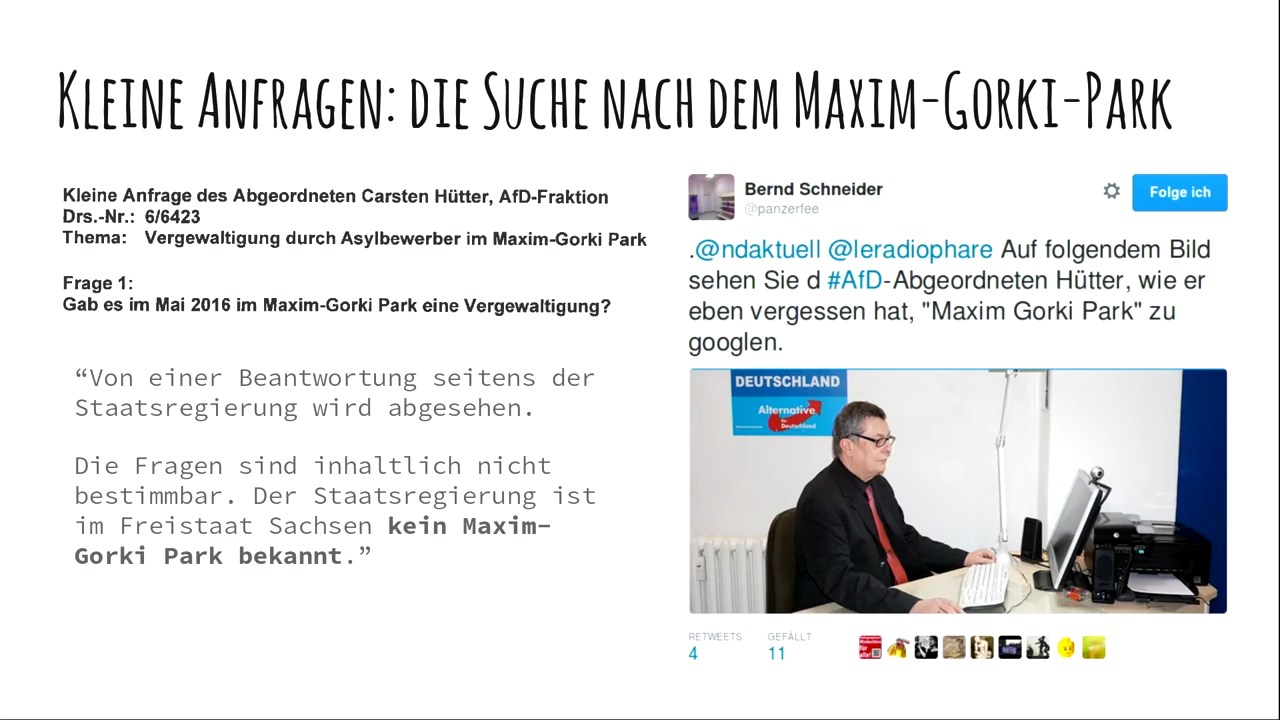 Kleine Anfragen: die Suche nach dem Maxim-Gorki-Park
Kleine Anfrage des Abgeordneten Carsten Hütter, AfD-Fraktion
Drs.-Nr.: 6/6423
Thema: Vergewaltigung durch Asylbewerber im Maxim-Gorki Park
Frage 1:
Gab es im Mai 2016 im Maxim-Gorki Park eine Vergewaltigung?
“Von einer Beantwortung seitens der
Staatsregierung wird abgesehen.
Die Fragen sind inhaltlich nicht
bestimmbar. Der Staatsregierung ist
im Freistaat Sachsen kein Maxim-
Gorki Park bekannt.”
Bernd Schneider
@panzerfee
Folge ich
.@ndaktuell @leradiophare Auf folgendem Bild
sehen Sie d #AfD-Abgeordneten Hütter, wie er
eben vergessen hat, "Maxim Gorki Park" zu
googlen.
DEUTSCHLAND
Alternative
für
Deutschland
RETWEETS GEFÄLLT
4 11